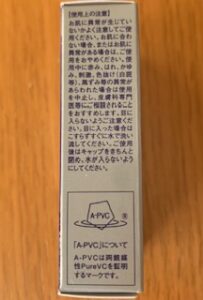 【使用上の注意】
お肌に異常が生じてい
ないかよく注意してご使
用ください。お肌に合わ
ない場合、またはお肌に
異常がある場合は、ご使
用をおやめください。使
用中に赤み、はれ、かゆ
み、刺激、色抜け（白斑
等）、黒ずみ等の異常が
あらわれた場合は使用
を中止し、皮膚科専門
医等にご相談されること
をおすすめします。目に
入らないようご注意くだ
さい。目に入った場合は
こすらずすぐに水で洗い
流してください。ご使
用後はキャップをきちんと
閉め、水が入らないよう
にしてください。
A-PVC
®
「A-PVC」について
A-PVCは両親媒
性PureVCを証明
するマークです。